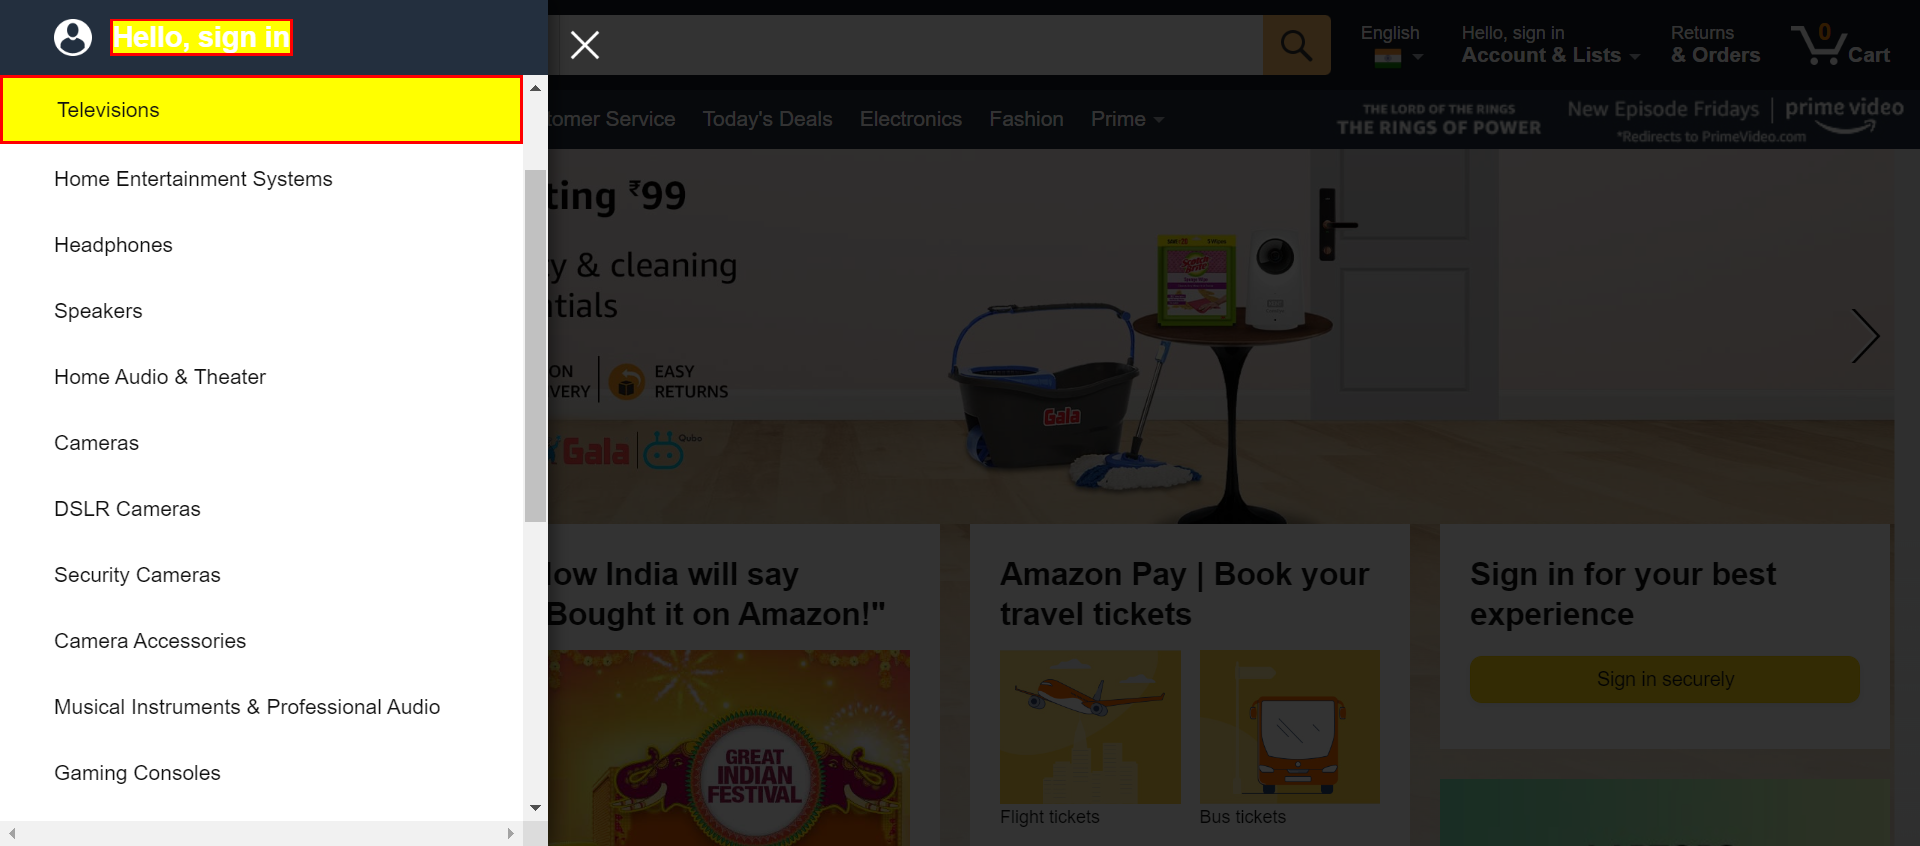 Hello, sign in
Televisions
Home Entertainment Systems
Headphones
Speakers
Home Audio & Theater
Cameras
DSLR Cameras
Security Cameras
Camera Accessories
Musical Instruments & Professional Audio
Gaming Consoles
English
Hello, sign in
Account & Lists
Returns
& Orders
0
Cart
tomer Service
Today's Deals
Electronics
Fashion
Prime
THE LORD OF THE RINGS
THE RINGS OF POWER
New Episode Fridays
prime video
*Redirects to PrimeVideo.com
ting ₹99
y & cleaning
ntials
ON
VERY
EASY
RETURNS
Gala
Qubo
Scotch
Brite
Gala
How India will say
Bought it on Amazon!"
GREAT
INDIAN
FESTIVAL
Amazon Pay | Book your
travel tickets
Flight tickets
Bus tickets
Sign in for your best
experience
Sign in securely